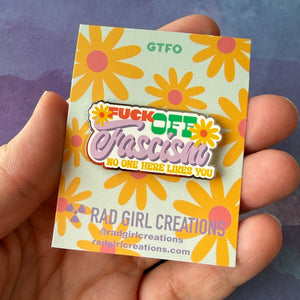 GTFO
FUCK OFF
Fascism
NO ONE HERE LIKES YOU
RAD GIRL CREATIONS
@radgirlcreations
radgirlcreations.com